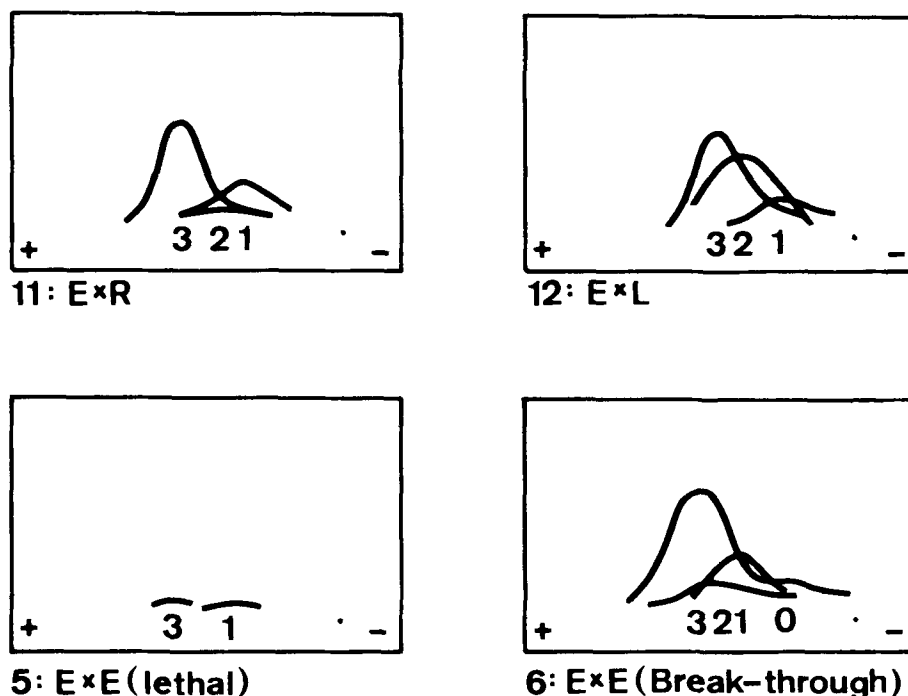 3 2 1
+ -
11: E×R
3 2 1
+ -
12: E×L
3 1
+ -
5: E×E (lethal)
3 2 1 0
+ -
6: E×E (Break-through)